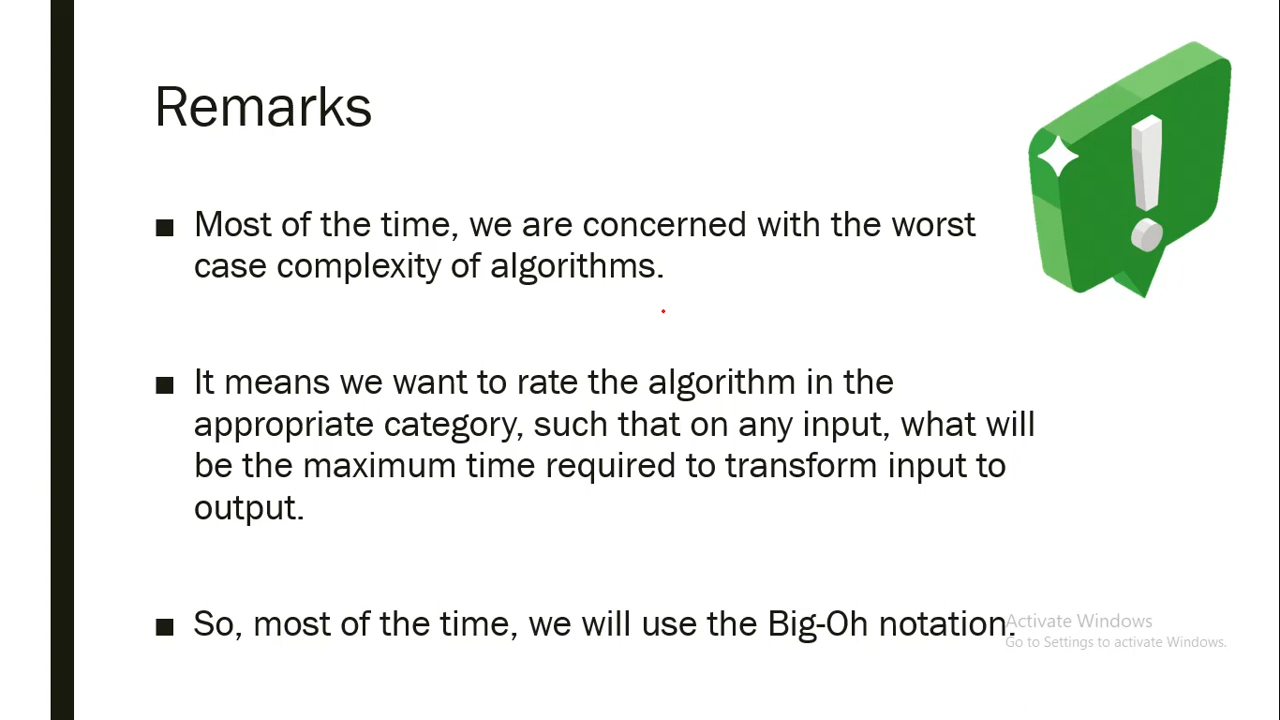 Remarks
■ Most of the time, we are concerned with the worst
case complexity of algorithms.
■ It means we want to rate the algorithm in the
appropriate category, such that on any input, what will
be the maximum time required to transform input to
output.
■ So, most of the time, we will use the Big-Oh notation.
Activate Windows
Go to Settings to activate Windows.